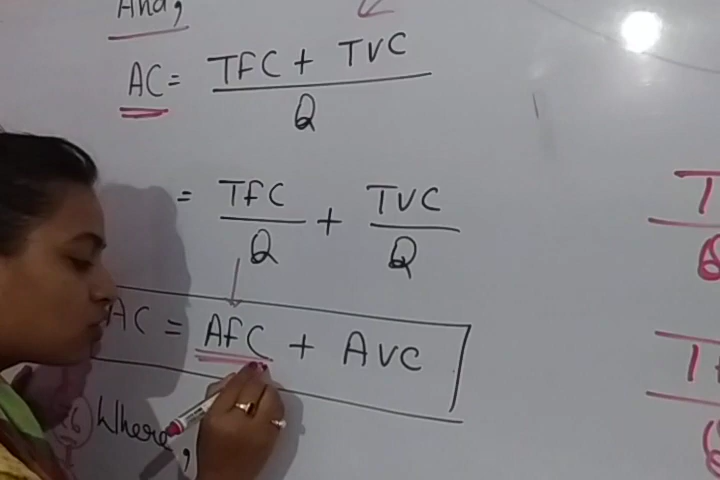 And,
AC = TFC + TVC / Q
= TFC / Q + TVC / Q
AC = AFC + AVC
Where,